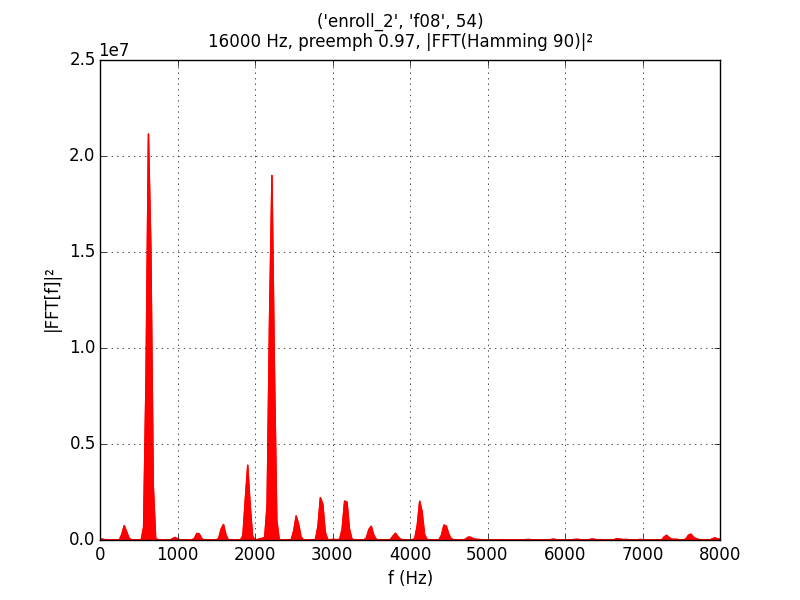 ('enroll_2', 'f08', 54)
16000 Hz, preemph 0.97, |FFT(Hamming 90)|²
1e7
2.5
2.0
1.5
1.0
0.5
0.0
|FFT[f]|²
0 1000 2000 3000 4000 5000 6000 7000 8000
f (Hz)